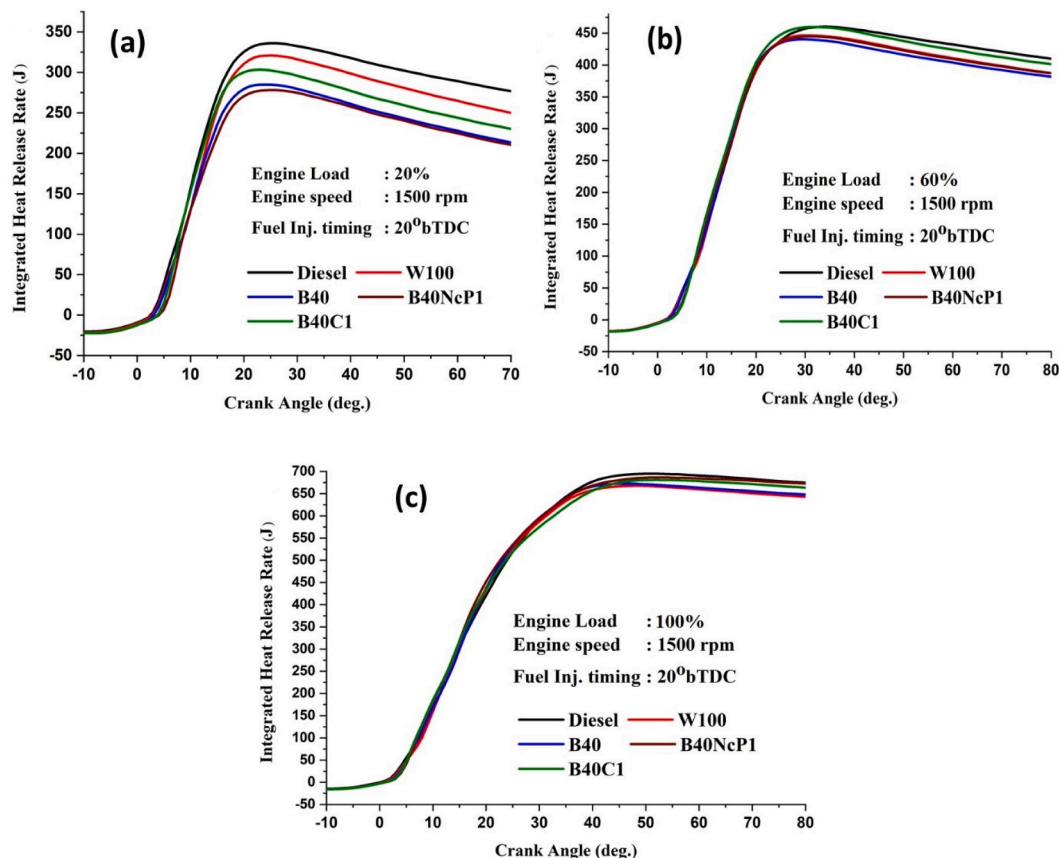 (a)
Integrated Heat Release Rate (J)
350
300
250
200
150
100
50
0
-50
Engine Load : 20%
Engine speed : 1500 rpm
Fuel Inj. timing : 20⁰bTDC
Diesel W100
B40 B40NcP1
B40C1
-10 0 10 20 30 40 50 60 70
Crank Angle (deg.)
(b)
Integrated Heat Release Rate (J)
450
400
350
300
250
200
150
100
50
0
-50
Engine Load : 60%
Engine speed : 1500 rpm
Fuel Inj. timing : 20⁰bTDC
Diesel W100
B40 B40NcP1
B40C1
-10 0 10 20 30 40 50 60 70 80
Crank Angle (deg.)
(c)
Integrated Heat Release Rate (J)
700
650
600
550
500
450
400
350
300
250
200
150
100
50
0
-50
Engine Load : 100%
Engine speed : 1500 rpm
Fuel Inj. timing : 20⁰bTDC
Diesel W100
B40 B40NcP1
B40C1
-10 0 10 20 30 40 50 60 70 80
Crank Angle (deg.)